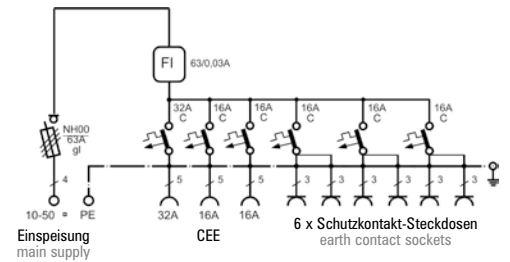 FI 63/0,03A
32A 16A 16A 16A 16A 16A
C C C C C C
NH00
63A
gl
4 5 5 5 3 3 3 3 3 3
10-50 PE 32A 16A 16A
Einspeisung CEE 6 x Schutzkontakt-Steckdosen
main supply earth contact sockets